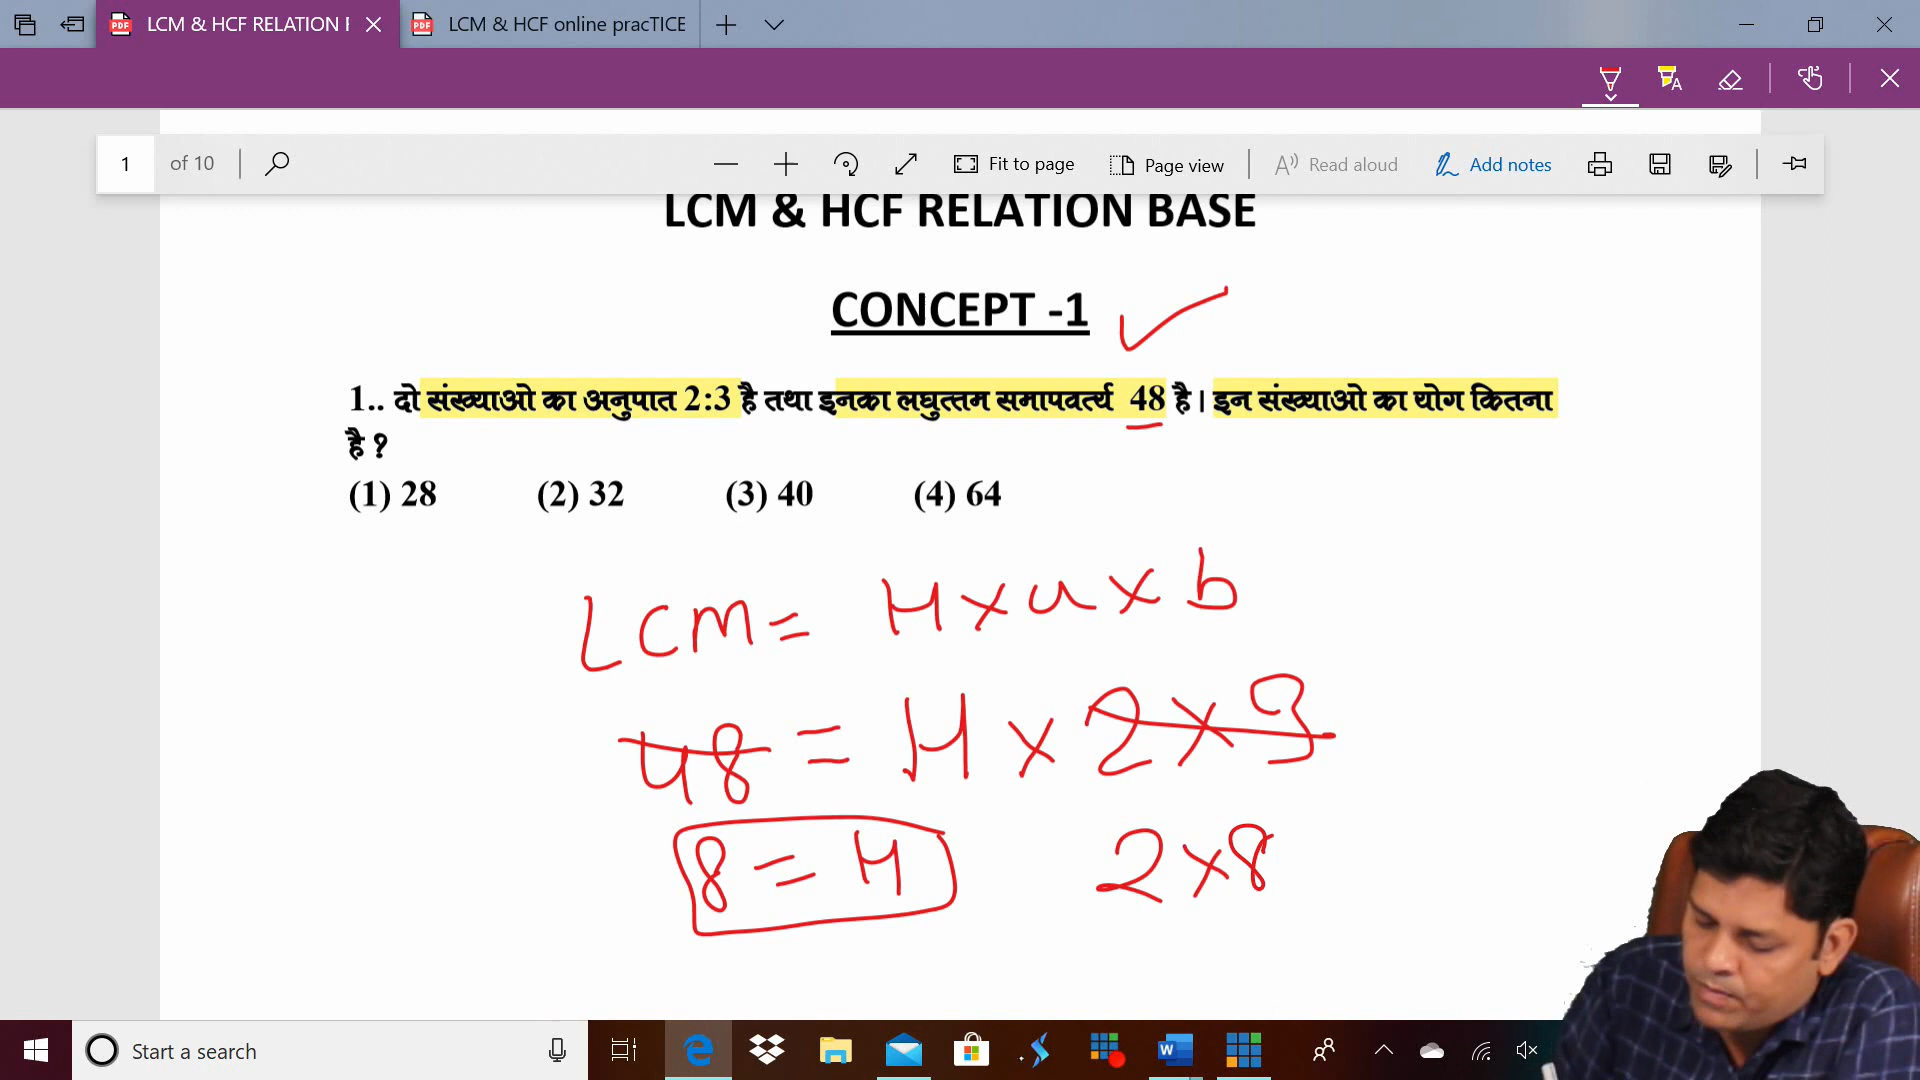 LCM & HCF RELATION F
LCM & HCF online pracTICE
1 of 10
Fit to page
Page view
Read aloud
Add notes
LCM & HCF RELATION BASE
CONCEPT -1
1.. दो संख्याओ का अनुपात 2:3 है तथा इनका लघुत्तम समापवर्त्य 48 है। इन संख्याओ का योग कितना
है ?
(1) 28 (2) 32 (3) 40 (4) 64
LCM = H x a x b
48 = H x 2 x 3
8 = H 2 x 8
Start a search